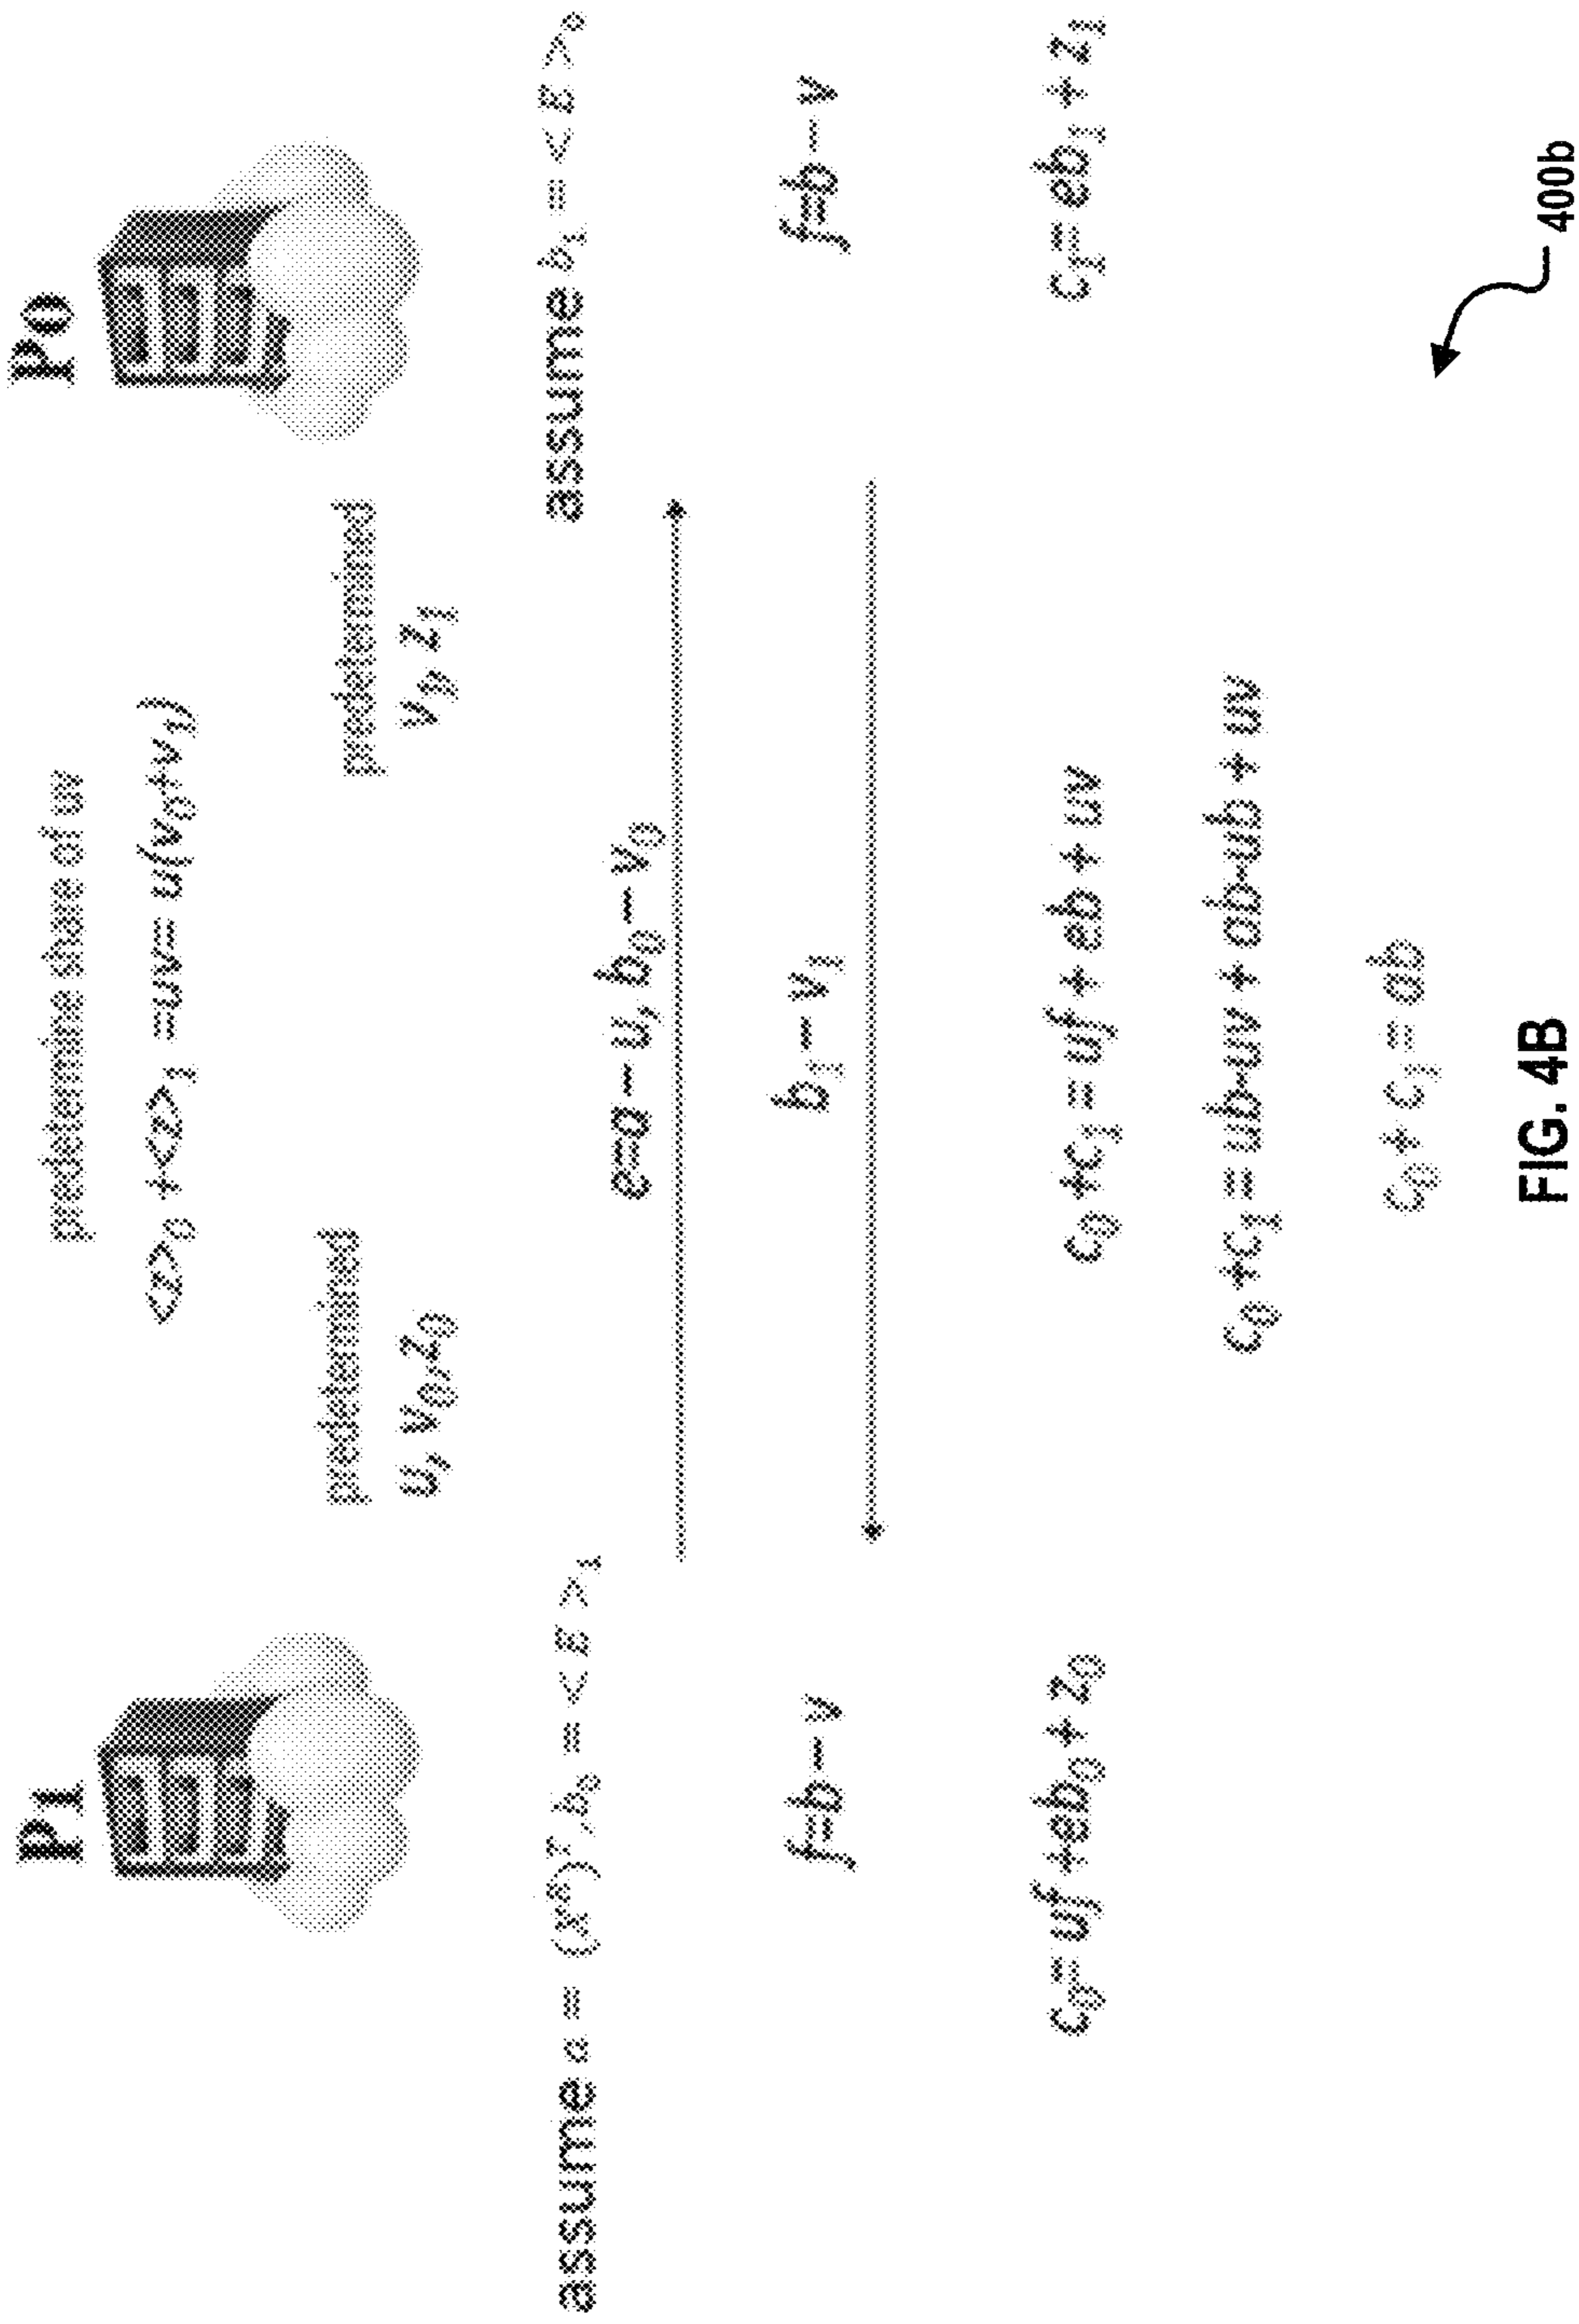 P1
P0
predetermine share of uv
<z>₀ +<z>₁ =uv= u(v₀+v₁)
predetermined
u, v₀,z₀
predetermined
v₁, z₁
assume a = (xᴮ)ᵀ,b₀ = < E >¹
assume b₁ = < E >⁰
e=a − u, b₀ − v₀
b₁ − v₁
f=b − v
f=b − v
c₀= uf +eb₀ + z₀
c₁= eb₁ + z₁
c₀ +c₁ = uf + eb + uv
c₀ +c₁ = ub-uv + ab-ub + uv
c₀ + c₁ = ab
400b
FIG. 4B